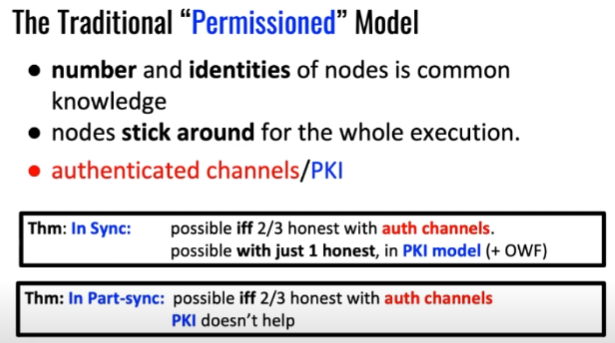 The Traditional “Permissioned” Model
● number and identities of nodes is common
knowledge
● nodes stick around for the whole execution.
● authenticated channels/PKI
Thm: In Sync: possible iff 2/3 honest with auth channels.
possible with just 1 honest, in PKI model (+ OWF)
Thm: In Part-sync: possible iff 2/3 honest with auth channels
PKI doesn’t help